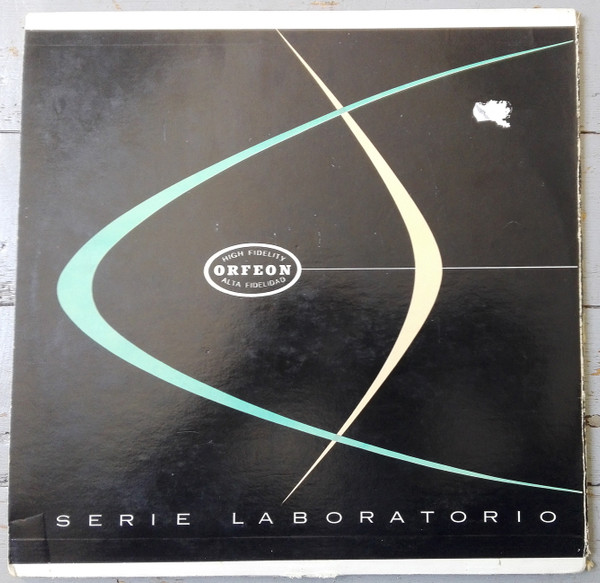 HIGH FIDELITY
ORFEON
ALTA FIDELIDAD
SERIE LABORATORIO